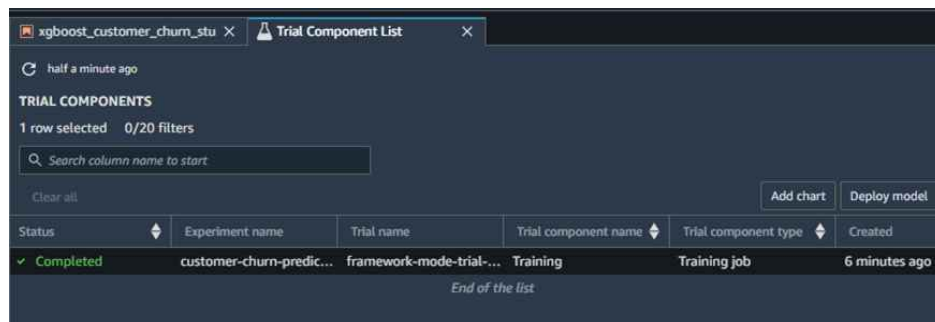 xgboost_customer_churn_stu
Trial Component List
half a minute ago
TRIAL COMPONENTS
1 row selected 0/20 filters
Search column name to start
Clear all Add chart Deploy model
Status Experiment name Trial name Trial component name Trial component type Created
Completed customer-churn-predic... framework-mode-trial-... Training Training job 6 minutes ago
End of the list